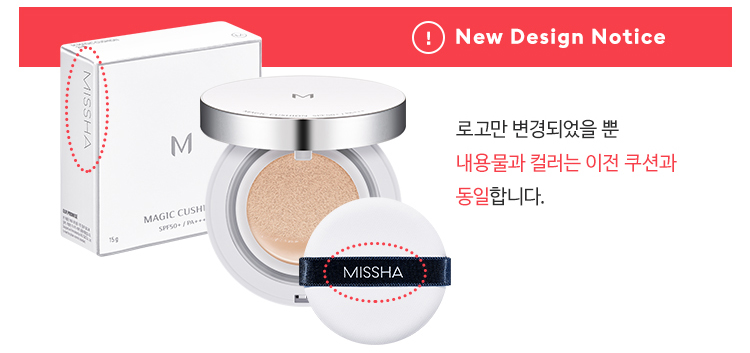 ! New Design Notice
MISSHA
M
MAGIC CUSHI
SPF50+ / PA+++
15g
M
MISSHA
로고만 변경되었을 뿐
내용물과 컬러는 이전 쿠션과
동일합니다.